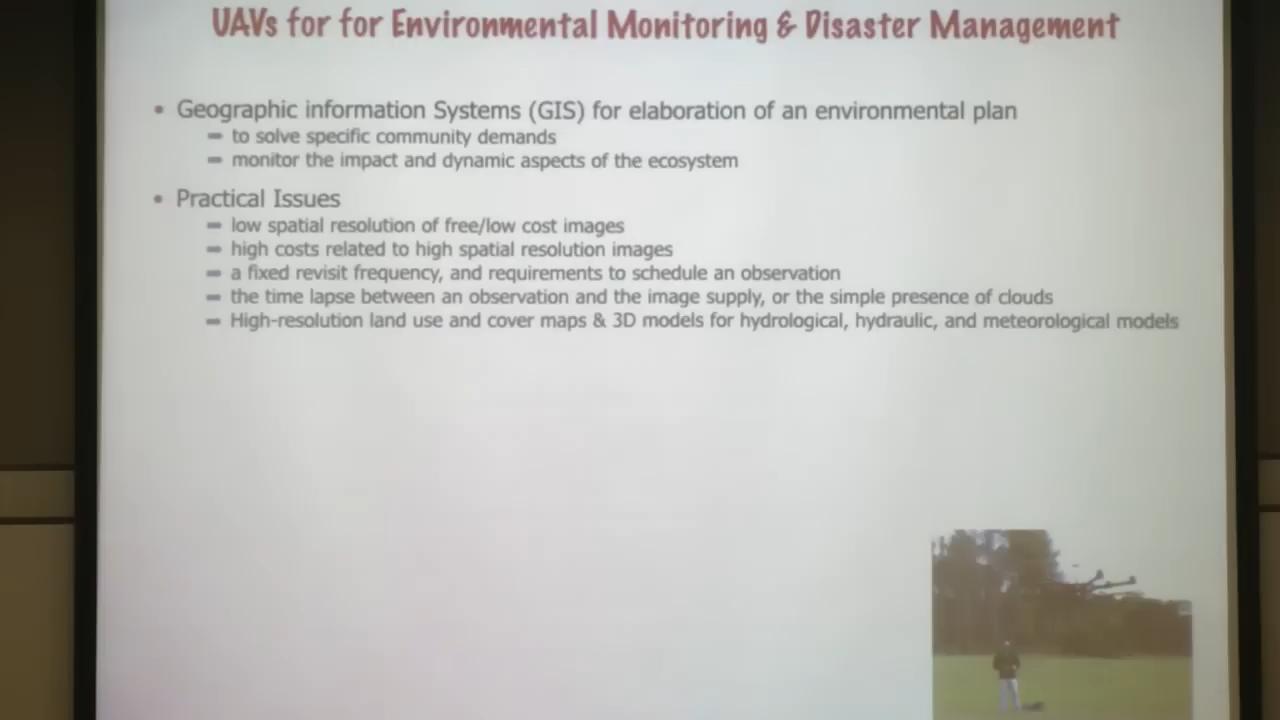 UAVs for for Environmental Monitoring & Disaster Management
• Geographic information Systems (GIS) for elaboration of an environmental plan
– to solve specific community demands
– monitor the impact and dynamic aspects of the ecosystem
• Practical Issues
– low spatial resolution of free/low cost images
– high costs related to high spatial resolution images
– a fixed revisit frequency, and requirements to schedule an observation
– the time lapse between an observation and the image supply, or the simple presence of clouds
– High-resolution land use and cover maps & 3D models for hydrological, hydraulic, and meteorological models